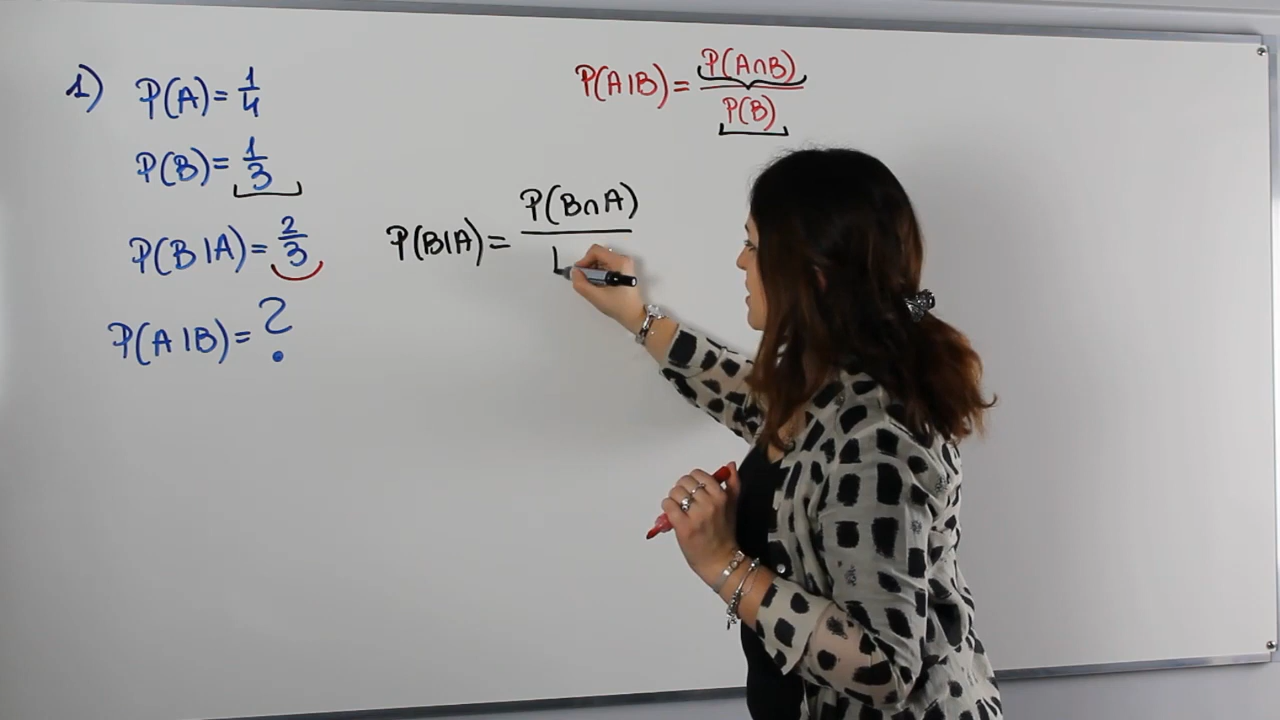 1) P(A)= 1/4
P(B)= 1/3
P(B|A)= 2/3
P(A|B)= ?
P(A|B)= P(A∩B)/P(B)
P(B|A)= P(B∩A)